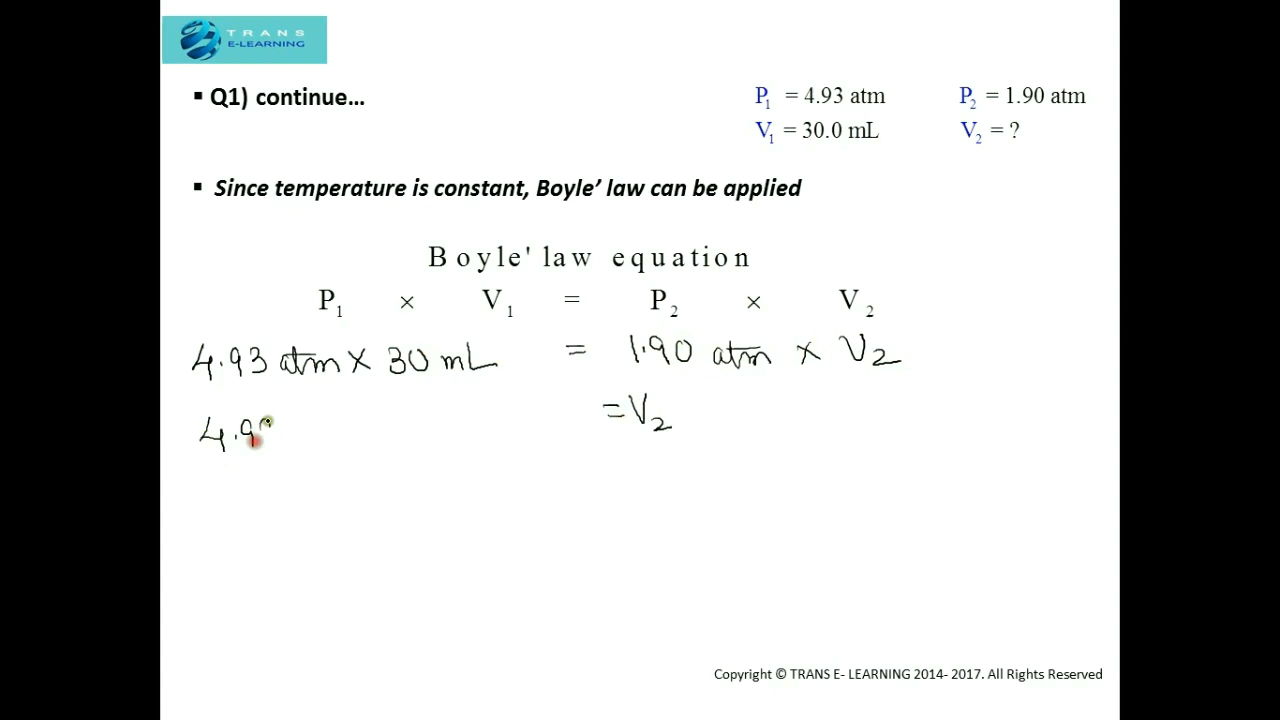 TRANS
E-LEARNING
▪ Q1) continue…
P1 = 4.93 atm P2 = 1.90 atm
V1 = 30.0 mL V2 = ?
▪ Since temperature is constant, Boyle’ law can be applied
Boyle' law equation
P1 × V1 = P2 × V2
4.93 atm × 30 mL = 1.90 atm × V2
= V2
4.9
Copyright © TRANS E- LEARNING 2014- 2017. All Rights Reserved